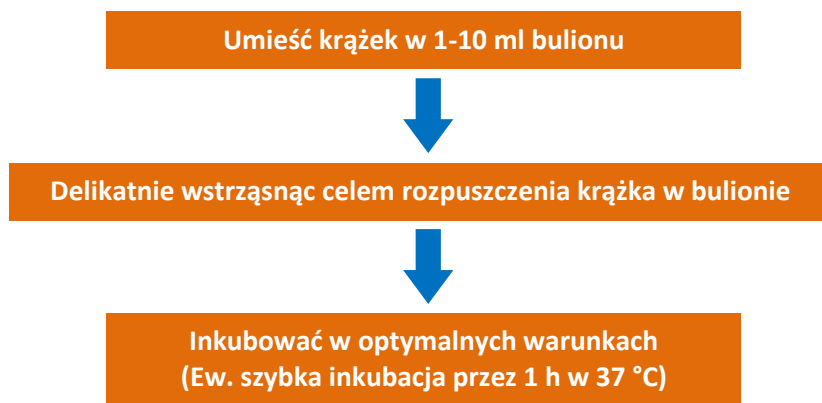 Umieść krążek w 1-10 ml bulionu
Delikatnie wstrząsnąc celem rozpuszczenia krążka w bulionie
Inkubować w optymalnych warunkach
(Ew. szybka inkubacja przez 1 h w 37 °C)